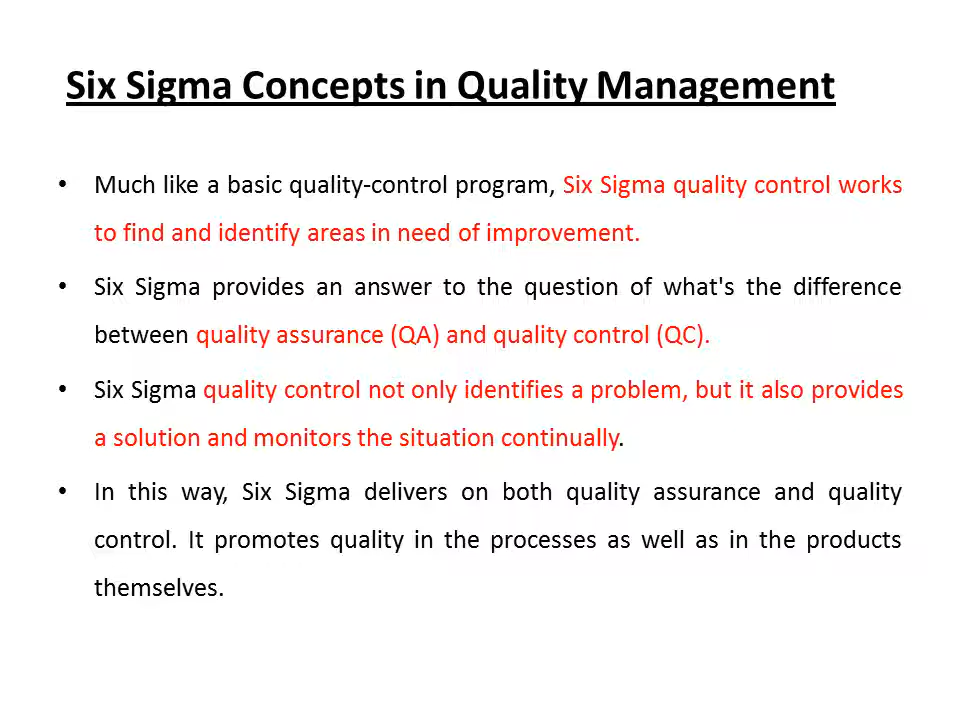 Six Sigma Concepts in Quality Management
• Much like a basic quality-control program, Six Sigma quality control works
to find and identify areas in need of improvement.
• Six Sigma provides an answer to the question of what's the difference
between quality assurance (QA) and quality control (QC).
• Six Sigma quality control not only identifies a problem, but it also provides
a solution and monitors the situation continually.
• In this way, Six Sigma delivers on both quality assurance and quality
control. It promotes quality in the processes as well as in the products
themselves.